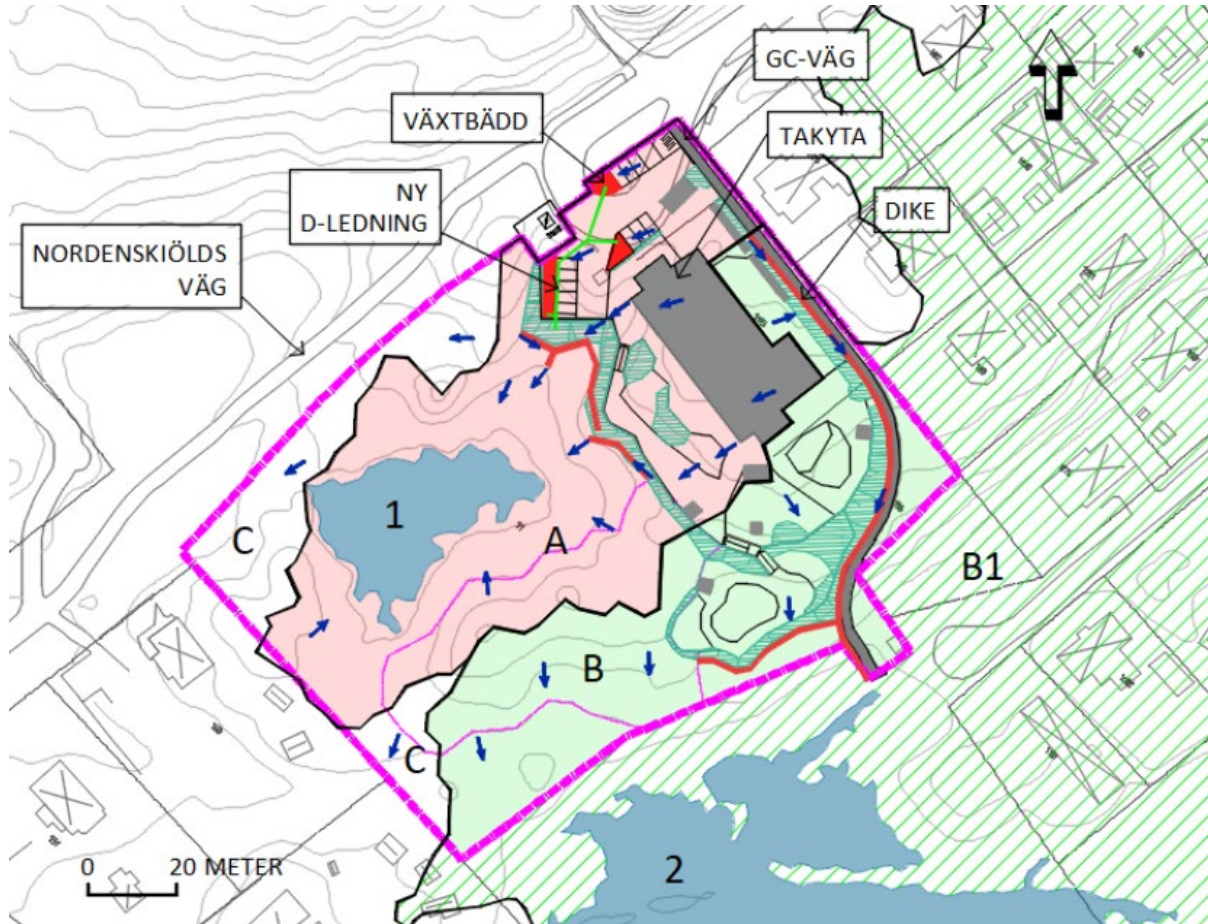 GC-VÄG
VÄXTBÄDD
TAKYTA
NY
D-LEDNING
DIKE
NORDENSKIÖLDS
VÄG
1
C
A
B1
B
C
2
0 20 METER